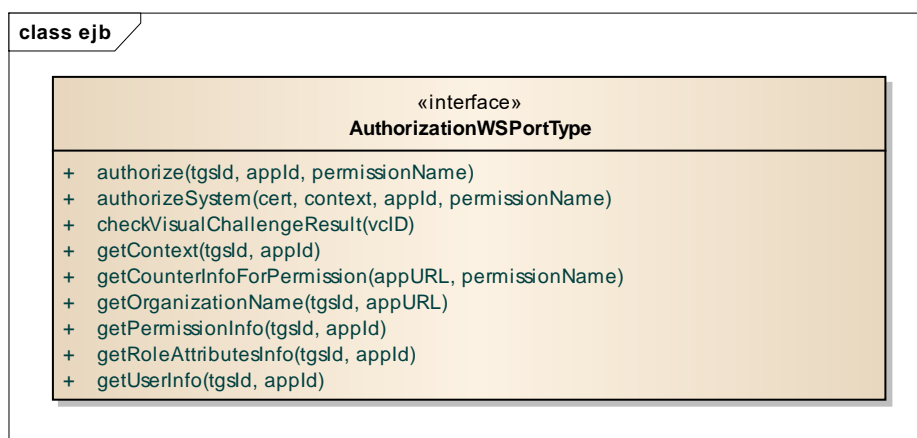 class ejb
«interface»
AuthorizationWSPortType
+ authorize(tgsId, appId, permissionName)
+ authorizeSystem(cert, context, appId, permissionName)
+ checkVisualChallengeResult(vcID)
+ getContext(tgsId, appId)
+ getCounterInfoForPermission(appURL, permissionName)
+ getOrganizationName(tgsId, appURL)
+ getPermissionInfo(tgsId, appId)
+ getRoleAttributesInfo(tgsId, appId)
+ getUserInfo(tgsId, appId)